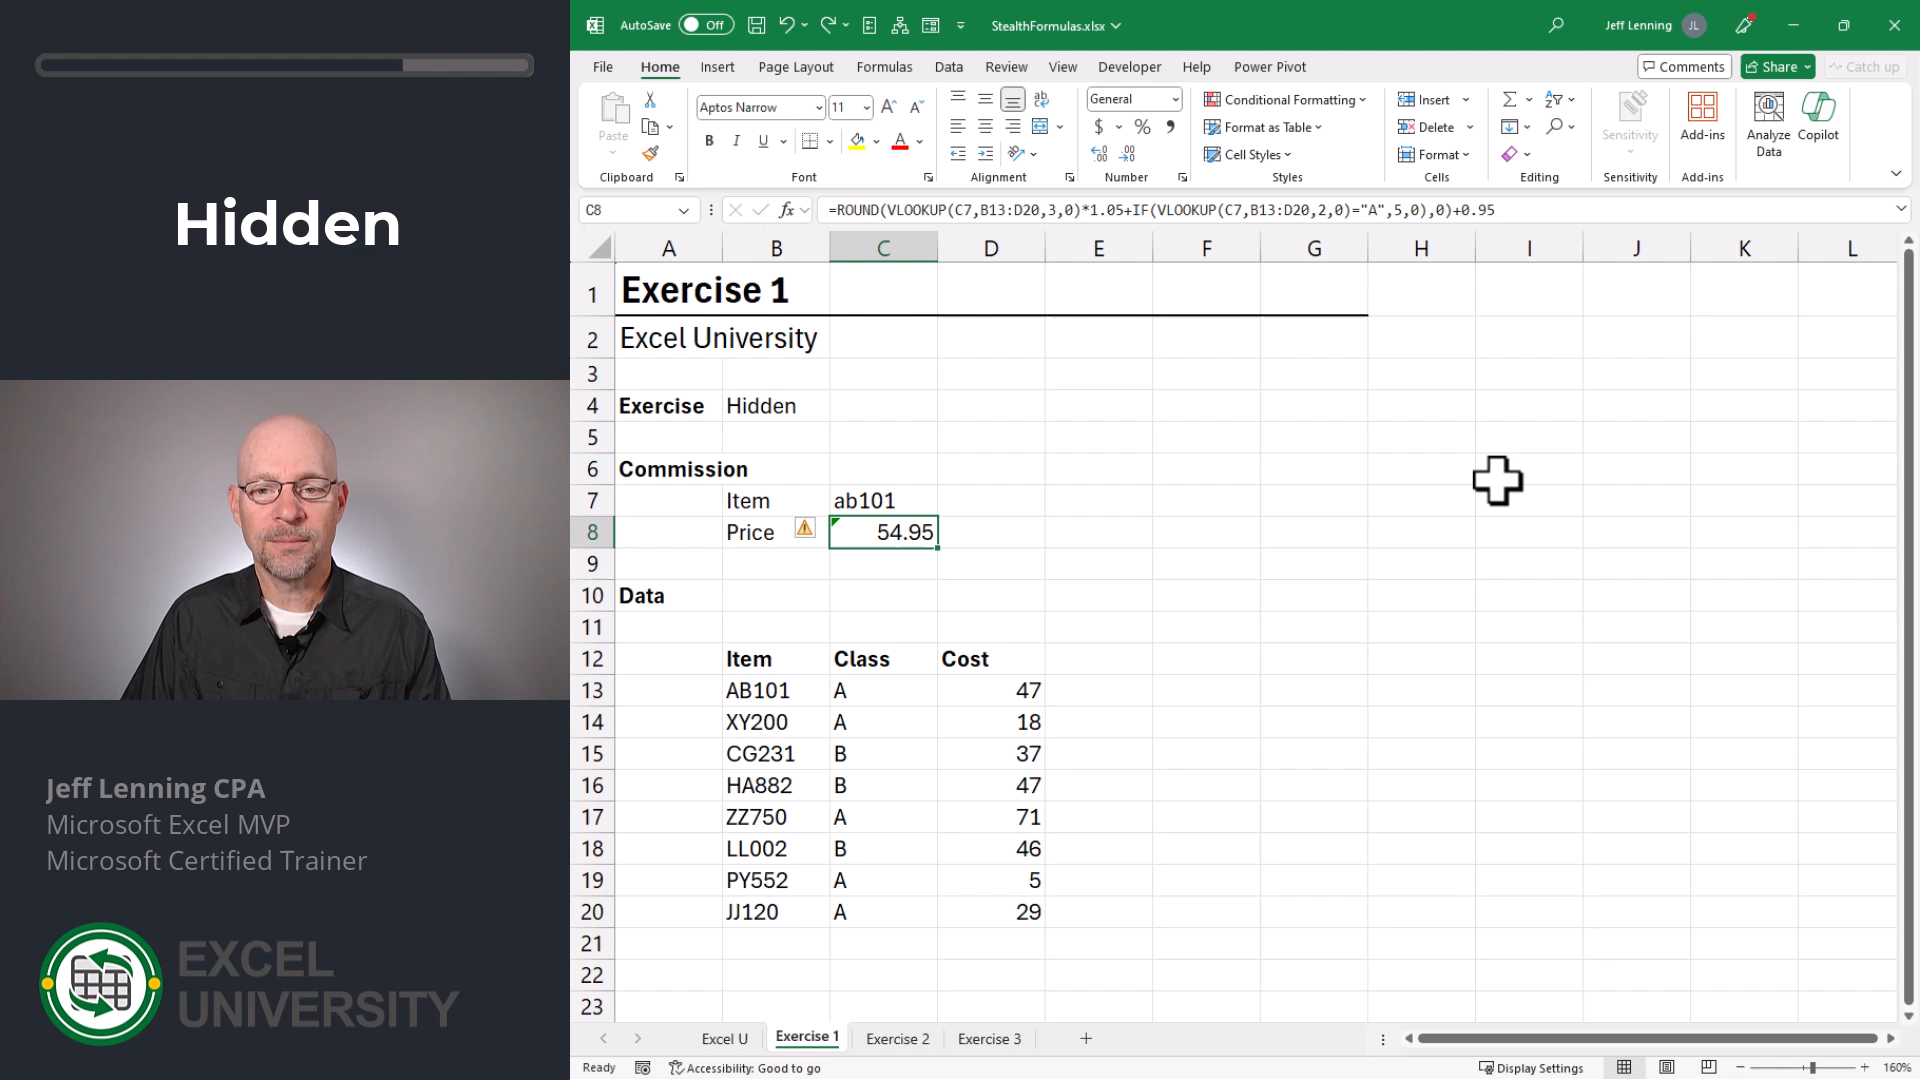 Hidden
Jeff Lenning CPA
Microsoft Excel MVP
Microsoft Certified Trainer
EXCEL
UNIVERSITY
AutoSave Off StealthFormulas.xlsx Jeff Lenning JL
File Home Insert Page Layout Formulas Data Review View Developer Help Power Pivot Comments Share Catch up
Paste Aptos Narrow 11 General Conditional Formatting Insert Sensitivity Add-ins Analyze Data Copilot
B I U Format as Table Delete
Cell Styles Format
Clipboard Font Alignment Number Styles Cells Editing Sensitivity Add-ins
C8 fx =ROUND(VLOOKUP(C7,B13:D20,3,0)*1.05+IF(VLOOKUP(C7,B13:D20,2,0)="A",5,0),0)+0.95
A B C D E F G H I J K L
1 Exercise 1
2 Excel University
3
4 Exercise Hidden
5
6 Commission
7 Item ab101
8 Price 54.95
9
10 Data
11
12 Item Class Cost
13 AB101 A 47
14 XY200 A 18
15 CG231 B 37
16 HA882 B 47
17 ZZ750 A 71
18 LL002 B 46
19 PY552 A 5
20 JJ120 A 29
21
22
23
Excel U Exercise 1 Exercise 2 Exercise 3
Ready Accessibility: Good to go Display Settings 160%